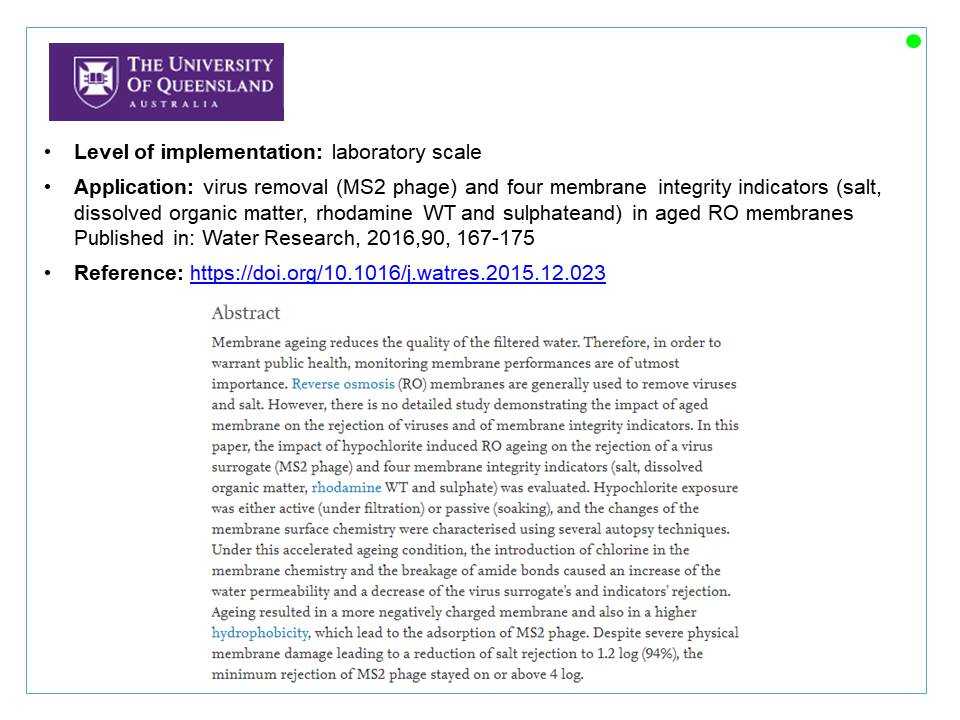 THE UNIVERSITY
OF QUEENSLAND
AUSTRALIA
• Level of implementation: laboratory scale
• Application: virus removal (MS2 phage) and four membrane integrity indicators (salt,
dissolved organic matter, rhodamine WT and sulphateand) in aged RO membranes
Published in: Water Research, 2016,90, 167-175
• Reference: https://doi.org/10.1016/j.watres.2015.12.023
Abstract
Membrane ageing reduces the quality of the filtered water. Therefore, in order to
warrant public health, monitoring membrane performances are of utmost
importance. Reverse osmosis (RO) membranes are generally used to remove viruses
and salt. However, there is no detailed study demonstrating the impact of aged
membrane on the rejection of viruses and of membrane integrity indicators. In this
paper, the impact of hypochlorite induced RO ageing on the rejection of a virus
surrogate (MS2 phage) and four membrane integrity indicators (salt, dissolved
organic matter, rhodamine WT and sulphate) was evaluated. Hypochlorite exposure
was either active (under filtration) or passive (soaking), and the changes of the
membrane surface chemistry were characterised using several autopsy techniques.
Under this accelerated ageing condition, the introduction of chlorine in the
membrane chemistry and the breakage of amide bonds caused an increase of the
water permeability and a decrease of the virus surrogate's and indicators' rejection.
Ageing resulted in a more negatively charged membrane and also in a higher
hydrophobicity, which lead to the adsorption of MS2 phage. Despite severe physical
membrane damage leading to a reduction of salt rejection to 1.2 log (94%), the
minimum rejection of MS2 phage stayed on or above 4 log.